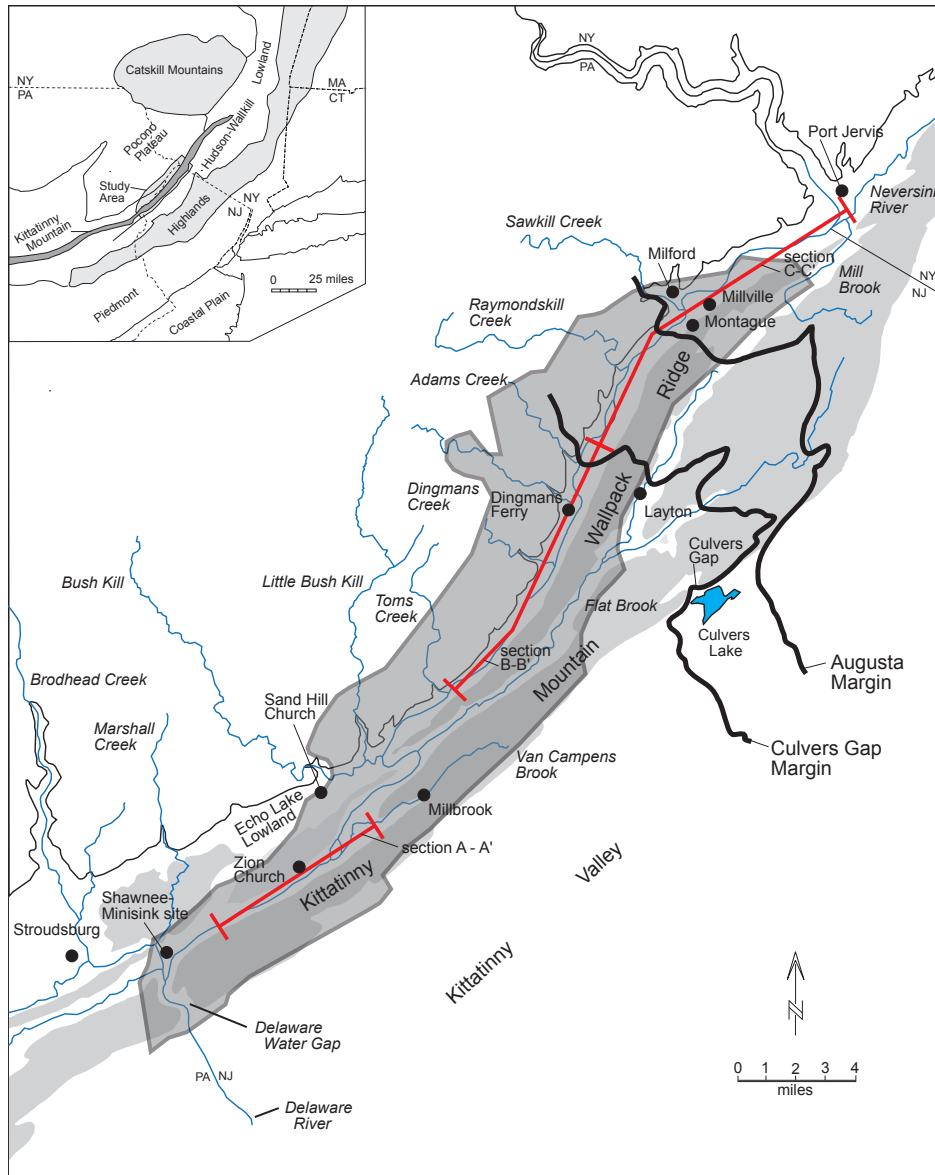 Catskill Mountains
Lowland
NY
PA
MA
CT
Hudson-Wallkill
Pocono
Plateau
Study
Area
NY
NJ
Highlands
Kittatinny
Mountain
0 25 miles
Piedmont
Coastal Plain
NY
PA
Port Jervis
Neversink
River
Sawkill Creek
Milford
section
C-C'
Mill
Brook
NY
NJ
Raymondskill
Creek
Millville
Montague
Ridge
Adams Creek
Dingmans
Creek
Dingmans
Ferry
Wallpack
Layton
Culvers
Gap
Bush Kill
Little Bush Kill
Toms
Creek
Flat Brook
Culvers
Lake
Mountain
section
B-B'
Augusta
Margin
Brodhead Creek
Sand Hill
Church
Marshall
Creek
Culvers Gap
Margin
Van Campens
Brook
Echo Lake
Lowland
Millbrook
section A - A'
Valley
Zion
Church
Kittatinny
Shawnee-
Minisink site
Stroudsburg
Kittatinny
N
Delaware
Water Gap
PA NJ
0 1 2 3 4
miles
Delaware
River